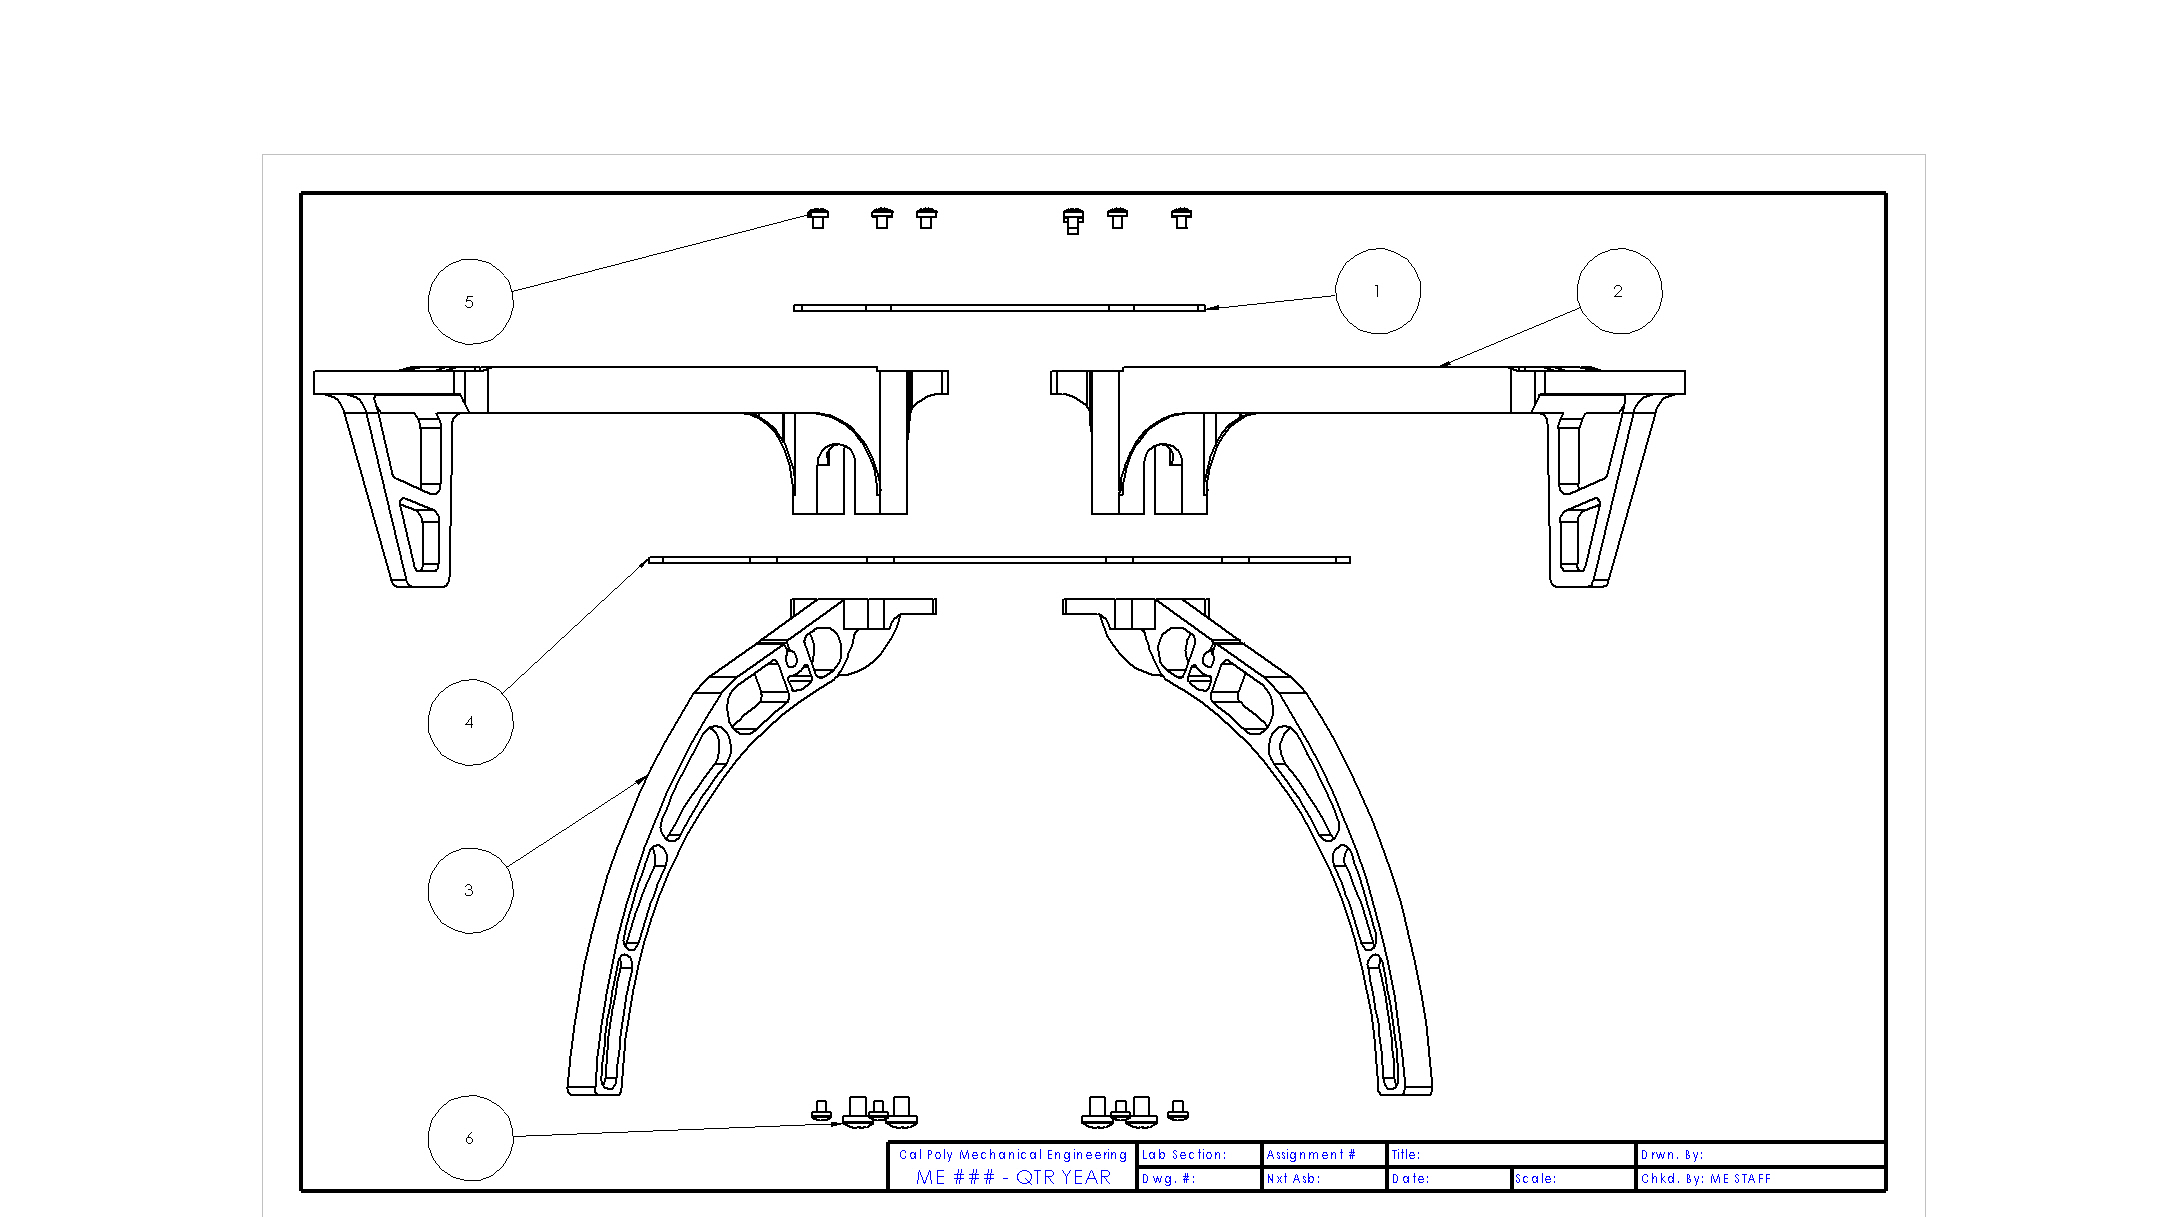 5
1
2
4
3
6
Cal Poly Mechanical Engineering
ME ### - QTR YEAR
Lab Section:
Assignment #
Title:
Drwn. By:
Dwg. #:
Nxt Asb:
Date:
Scale:
Chkd. By: ME STAFF